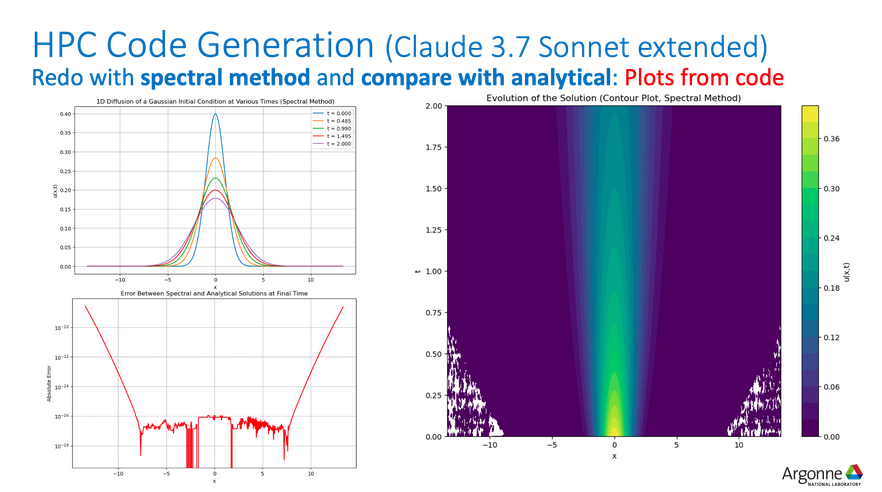 HPC Code Generation (Claude 3.7 Sonnet extended)
Redo with spectral method and compare with analytical: Plots from code
1D Diffusion of a Gaussian Initial Condition at Various Times (Spectral Method)
0.40
0.35
0.30
0.25
0.20
0.15
0.10
0.05
0.00
u(x,t)
t = 0.000
t = 0.485
t = 0.990
t = 1.495
t = 2.000
−10 −5 0 5 10
x
Error Between Spectral and Analytical Solutions at Final Time
10⁻¹⁰
10⁻¹²
10⁻¹⁴
10⁻¹⁶
10⁻¹⁸
Absolute Error
−10 −5 0 5 10
x
Evolution of the Solution (Contour Plot, Spectral Method)
2.00
1.75
1.50
1.25
1.00
0.75
0.50
0.25
0.00
t
−10 −5 0 5 10
x
0.36
0.30
0.24
0.18
0.12
0.06
0.00
u(x,t)
Argonne
NATIONAL LABORATORY